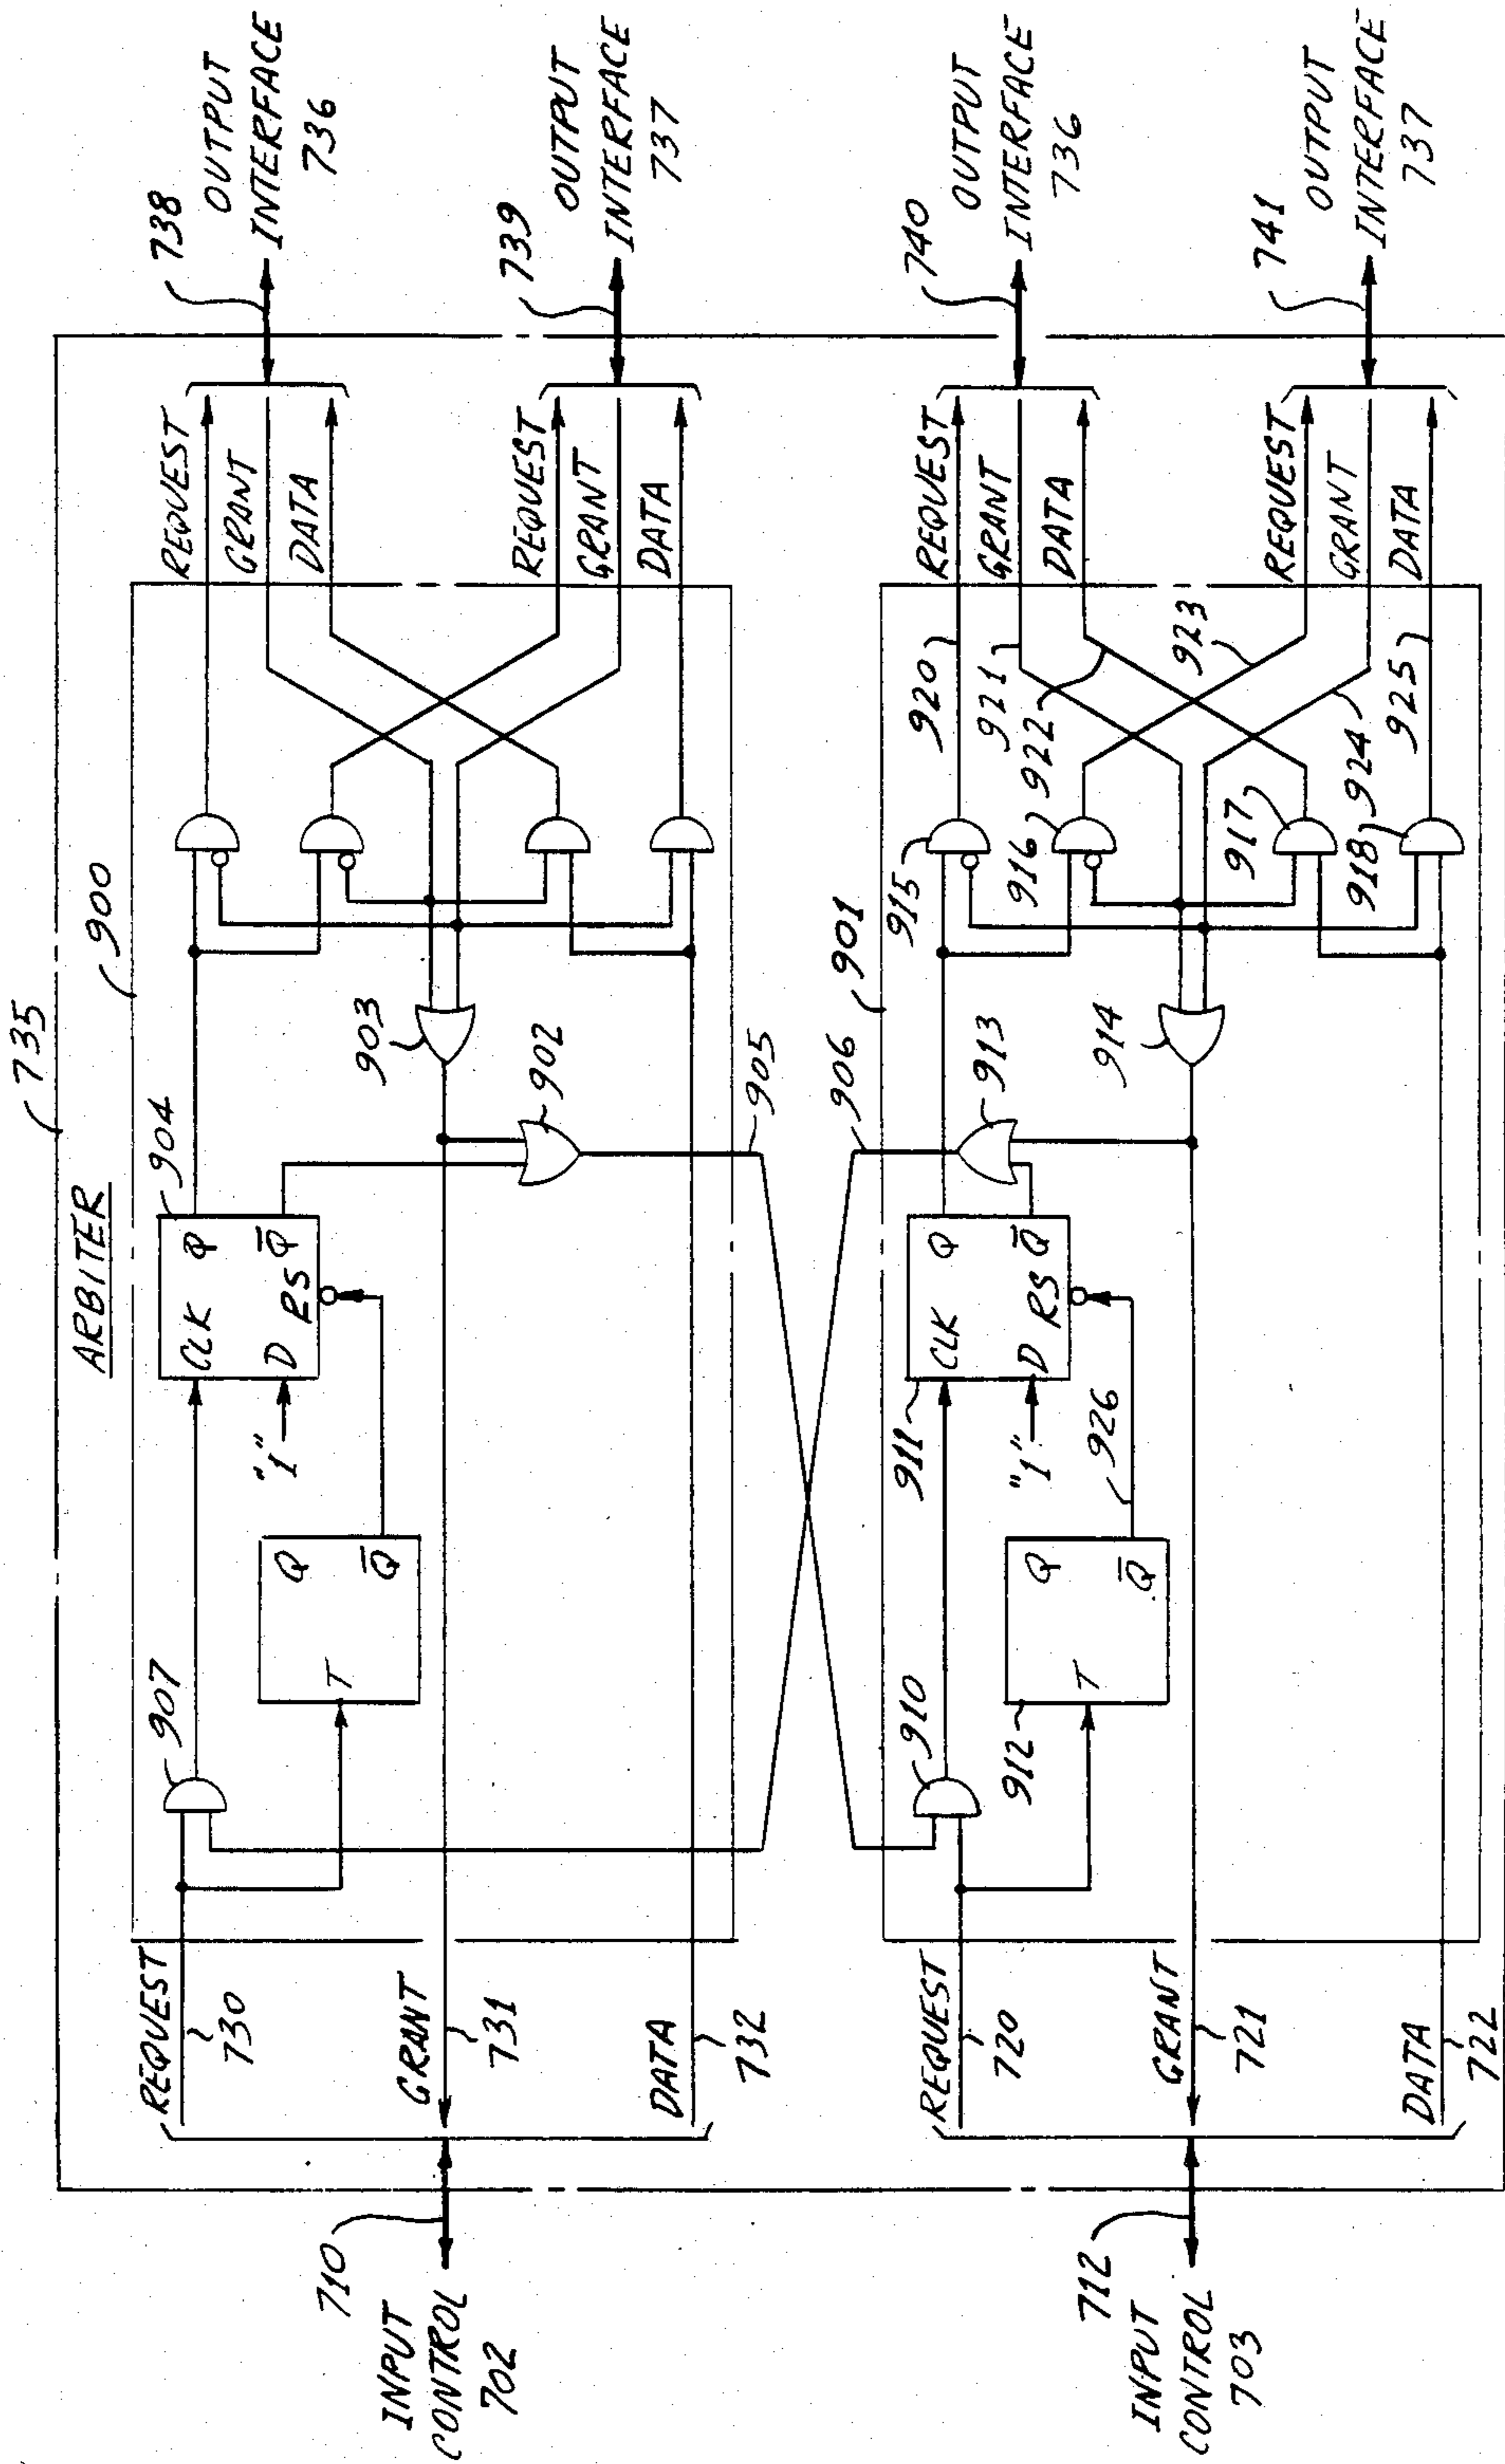 ARBITER
735
900
INPUT
CONTROL
702
710
REQUEST
730
GRANT
731
DATA
732
907
T
Q
Q̅
"1"
904
CLK
Q
D
Q̅
RS
903
902
905
REQUEST
GRANT
DATA
738
OUTPUT
INTERFACE
736
REQUEST
GRANT
DATA
739
OUTPUT
INTERFACE
737
INPUT
CONTROL
703
712
REQUEST
720
GRANT
721
DATA
722
910
912
T
Q
Q̅
926
"1"
911
CLK
Q
D
Q̅
RS
906
901
913
914
915
916
917
918
920
921
922
923
924
925
REQUEST
GRANT
DATA
740
OUTPUT
INTERFACE
736
REQUEST
GRANT
DATA
741
OUTPUT
INTERFACE
737